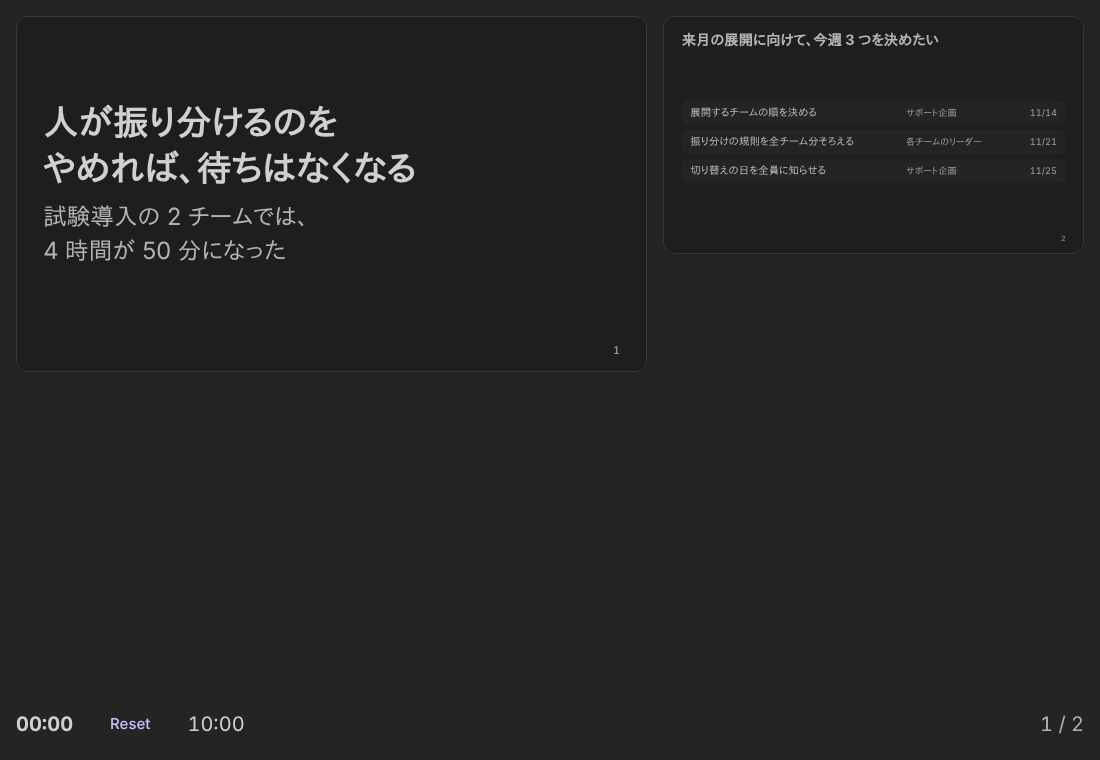 人が振り分けるのを
やめれば、待ちはなくなる
試験導入の 2 チームでは、
4 時間が 50 分になった
1
来月の展開に向けて、今週 3 つを決めたい
展開するチームの順を決める サポート企画 11/14
振り分けの規則を全チーム分そろえる 各チームのリーダー 11/21
切り替えの日を全員に知らせる サポート企画 11/25
2
00:00 Reset 10:00 1 / 2